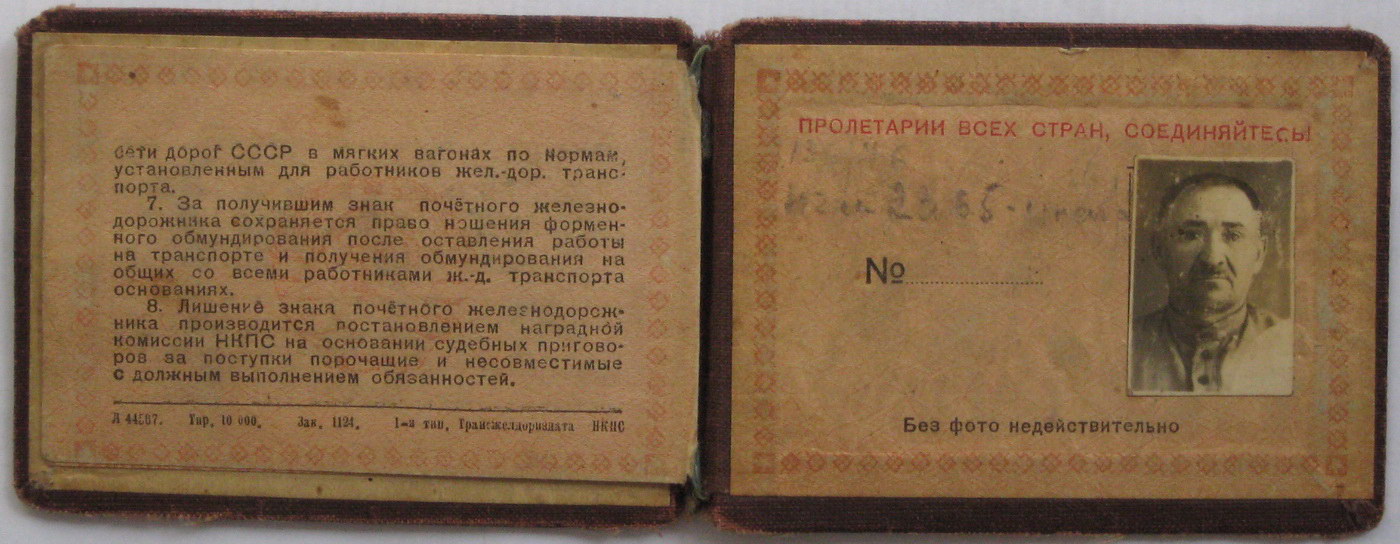 сети дорог СССР в мягких вагонах по нормам,
установленным для работников жел.-дор. транс-
порта.
7. За получившим знак почётного железно-
дорожника сохраняется право ношения формен-
ного обмундирования после оставления работы
на транспорте и получения обмундирования на
общих со всеми работниками ж.-д. транспорта
основаниях.
8. Лишение знака почётного железнодорож-
ника производится постановлением наградной
комиссии НКПС на основании судебных пригово-
ров за поступки порочащие и несовместимые
с должным выполнением обязанностей.
Л 44587. Тир. 10 000. Зак. 1124. 1-я тип. Трансжелдориздата НКПС
ПРОЛЕТАРИИ ВСЕХ СТРАН, СОЕДИНЯЙТЕСЬ!
№
Без фото недействительно